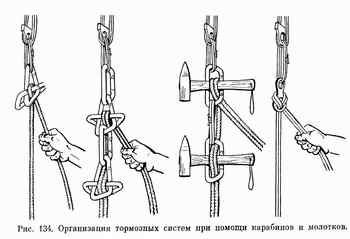 Рис. 134. Организация тормозных систем при помощи карабинов и молотков.